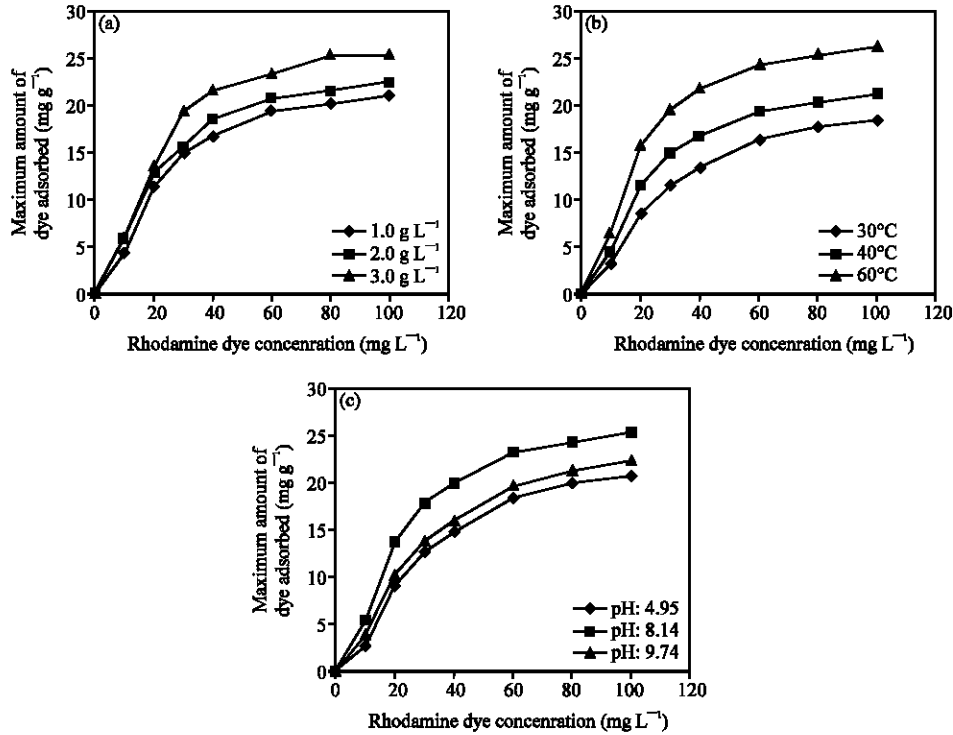 (a)
Maximum amount of
dye adsorbed (mg g⁻¹)
30
25
20
15
10
5
0
1.0 g L⁻¹
2.0 g L⁻¹
3.0 g L⁻¹
0 20 40 60 80 100 120
Rhodamine dye concenration (mg L⁻¹)
(b)
Maximum amount of
dye adsorbed (mg g⁻¹)
30
25
20
15
10
5
0
30°C
40°C
60°C
0 20 40 60 80 100 120
Rhodamine dye concenration (mg L⁻¹)
(c)
Maximum amount of
dye adsorbed (mg g⁻¹)
30
25
20
15
10
5
0
pH: 4.95
pH: 8.14
pH: 9.74
0 20 40 60 80 100 120
Rhodamine dye concenration (mg L⁻¹)